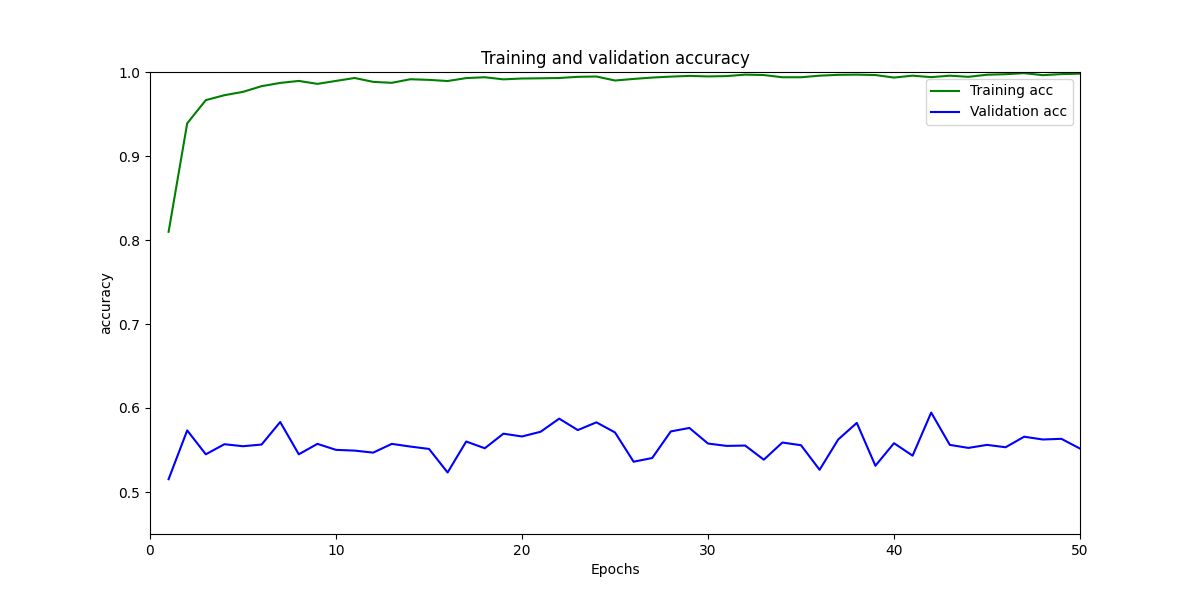 Training and validation accuracy
1.0
0.9
0.8
0.7
0.6
0.5
accuracy
Training acc
Validation acc
0 10 20 30 40 50
Epochs